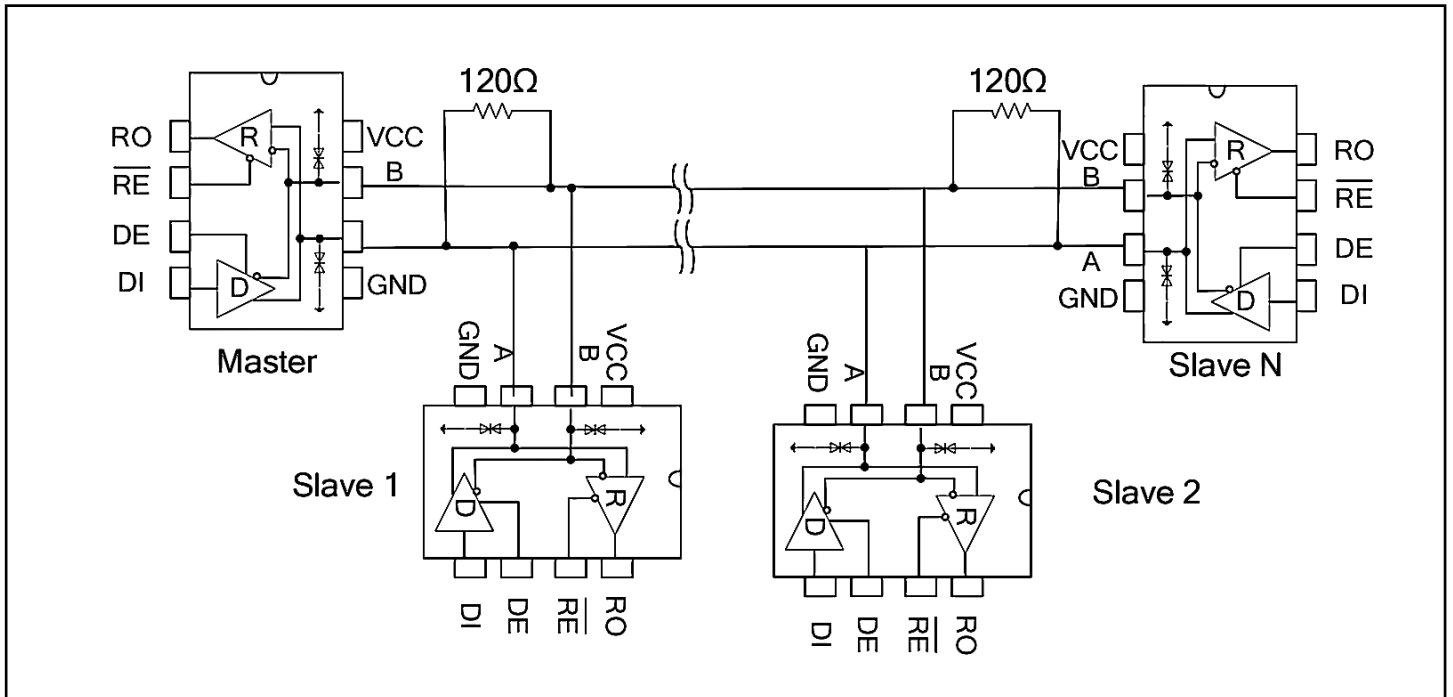 120Ω
120Ω
RO
R
VCC
RE
B
DE
DI
D
GND
Master
VCC
R
RO
B
RE
DE
A
GND
D
DI
Slave N
GND
A
B
VCC
Slave 1
D
R
DI
DE
RE
RO
GND
A
B
VCC
Slave 2
D
R
DI
DE
RE
RO